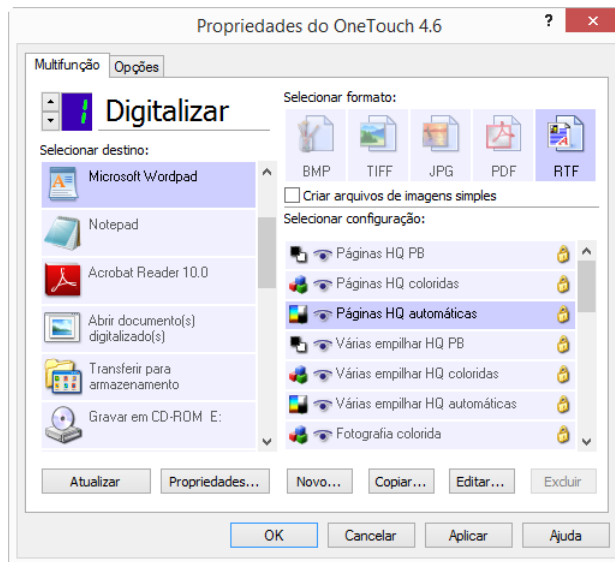 Propriedades do OneTouch 4.6
Multifunção
Opções
1
Digitalizar
Selecionar destino:
Microsoft Wordpad
Notepad
Acrobat Reader 10.0
Abrir documento(s)
digitalizado(s)
Transferir para
armazenamento
Gravar em CD-ROM E:
Selecionar formato:
BMP
TIFF
JPG
PDF
RTF
Criar arquivos de imagens simples
Selecionar configuração:
Páginas HQ PB
Páginas HQ coloridas
Páginas HQ automáticas
Várias empilhar HQ PB
Várias empilhar HQ coloridas
Várias empilhar HQ automáticas
Fotografia colorida
Atualizar
Propriedades...
Novo...
Copiar...
Editar...
Excluir
OK
Cancelar
Aplicar
Ajuda